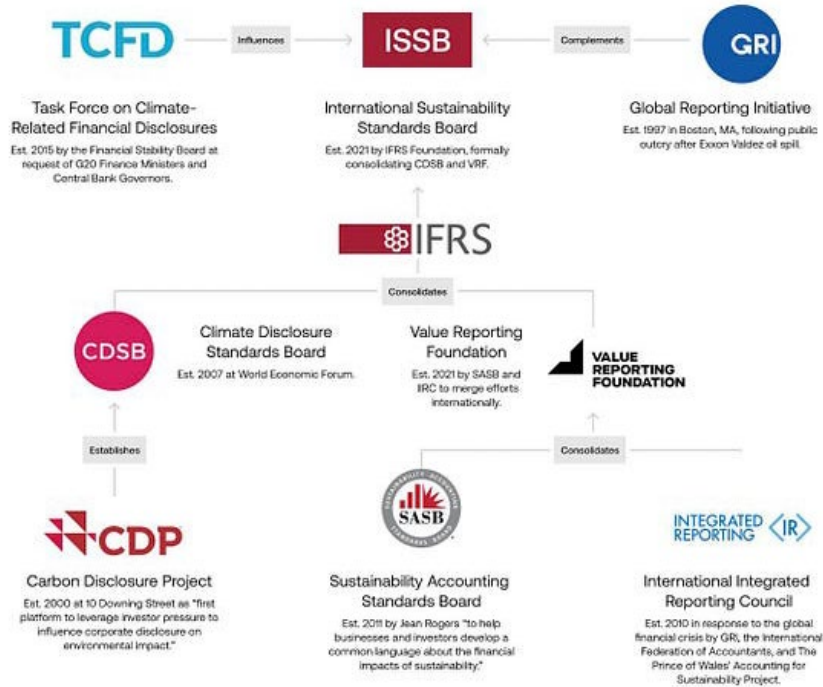 TCFD
Influences
ISSB
Complements
GRI
Task Force on Climate-
Related Financial Disclosures
Est. 2015 by the Financial Stability Board at
request of G20 Finance Ministers and
Central Bank Governors.
International Sustainability
Standards Board
Est. 2021 by IFRS Foundation, formally
consolidating CDSB and VRF.
Global Reporting Initiative
Est. 1997 in Boston, MA, following public
outcry after Exxon Valdez oil spill.
IFRS
Consolidates
CDSB
Climate Disclosure
Standards Board
Est. 2007 at World Economic Forum.
Value Reporting
Foundation
Est. 2021 by SASB and
IIRC to merge efforts
internationally.
VALUE
REPORTING
FOUNDATION
Establishes
Consolidates
CDP
Carbon Disclosure Project
Est. 2000 at 10 Downing Street as “first
platform to leverage investor pressure to
influence corporate disclosure on
environmental impact.”
SUSTAINABILITY ACCOUNTING
SASB
STANDARDS BOARD
Sustainability Accounting
Standards Board
Est. 2011 by Jean Rogers “to help
businesses and investors develop a
common language about the financial
impacts of sustainability.”
INTEGRATED
REPORTING
<IR>
International Integrated
Reporting Council
Est. 2010 in response to the global
financial crisis by GRI, the International
Federation of Accountants, and The
Prince of Wales’ Accounting for
Sustainability Project.